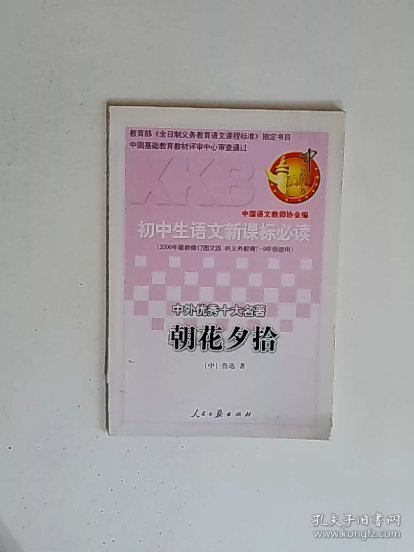 教育部《全日制义务教育语文课程标准》指定书目
中国基础教育教材评审中心审查通过
XKB
中国语文教师协会编
初中生语文新课标必读
(2006年最新修订图文版 供义务教育7-9年级使用)
中外优秀十大名著
朝花夕拾
[中] 鲁迅 著
人民日报出版社
孔夫子旧书网
www.kongfz.com